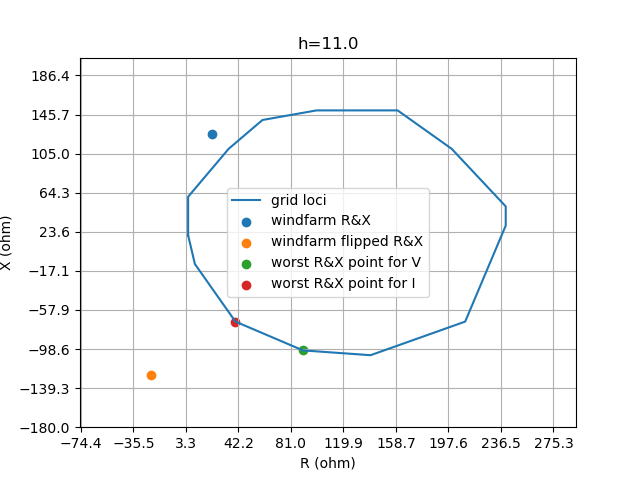 h=11.0
186.4
145.7
105.0
64.3
23.6
−17.1
−57.9
−98.6
−139.3
−180.0
X (ohm)
grid loci
windfarm R&X
windfarm flipped R&X
worst R&X point for V
worst R&X point for I
−74.4 −35.5 3.3 42.2 81.0 119.9 158.7 197.6 236.5 275.3
R (ohm)